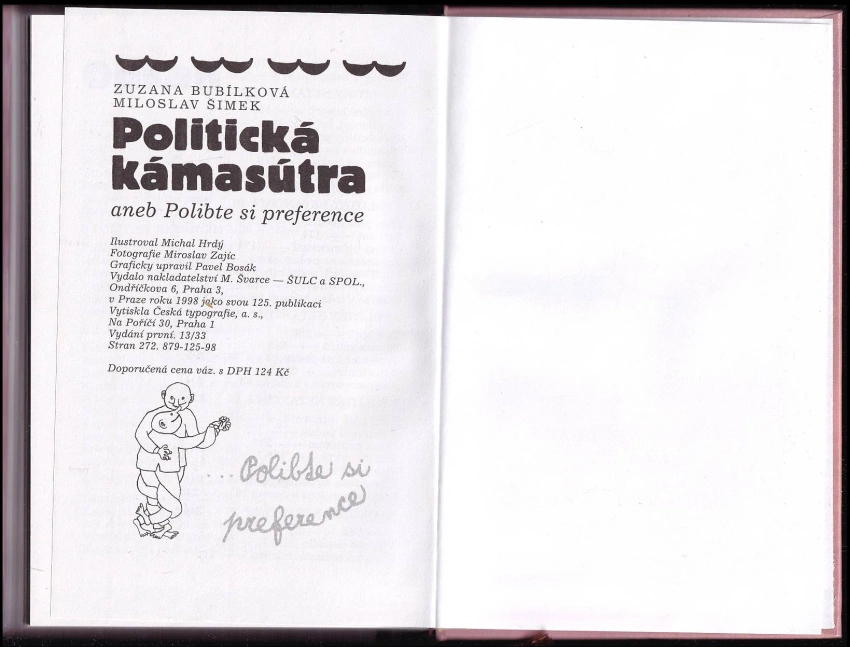 ZUZANA BUBÍLKOVÁ
MILOSLAV ŠIMEK
Politická
kámasútra
aneb Polibte si preference
Ilustroval Michal Hrdý
Fotografie Miroslav Zajíc
Graficky upravil Pavel Bosák
Vydalo nakladatelství M. Švarce — ŠULC a SPOL.,
Ondříčkova 6, Praha 3,
v Praze roku 1998 jako svou 125. publikaci
Vytiskla Česká typografie, a. s.,
Na Poříčí 30, Praha 1
Vydání první. 13/33
Stran 272. 879-125-98
Doporučená cena váz. s DPH 124 Kč
...Polibte si
preference